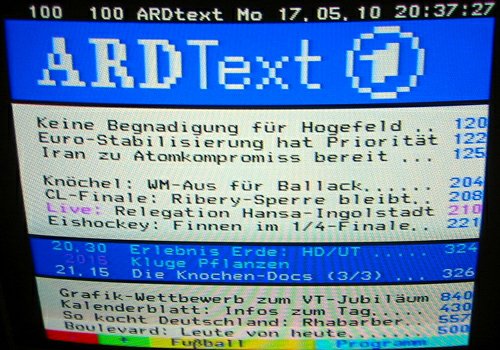 100 100 ARDtext Mo 17.05.10 20:37:27
ARDText 1
Keine Begnadigung für Hogefeld .. 120
Euro-Stabilisierung hat Priorität 122
Iran zu Atomkompromiss bereit ... 125
Knöchel: WM-Aus für Ballack...... 204
CL-Finale: Ribery-Sperre bleibt.. 208
Live: Relegation Hansa-Ingolstadt 210
Eishockey: Finnen im 1/4-Finale.. 221
20.30 Erlebnis Erde: HD/UT ..... 324
2015 Kluge Pflanzen
21.15 Die Knochen-Docs (3/3) ... 326
Grafik-Wettbewerb zum VT-Jubiläum 840
Kalenderblatt: Infos zum Tag..... 430
So kocht Deutschland: Rhabarber.. 557
Boulevard: Leute von heute....... 500
- + Fußball Programm